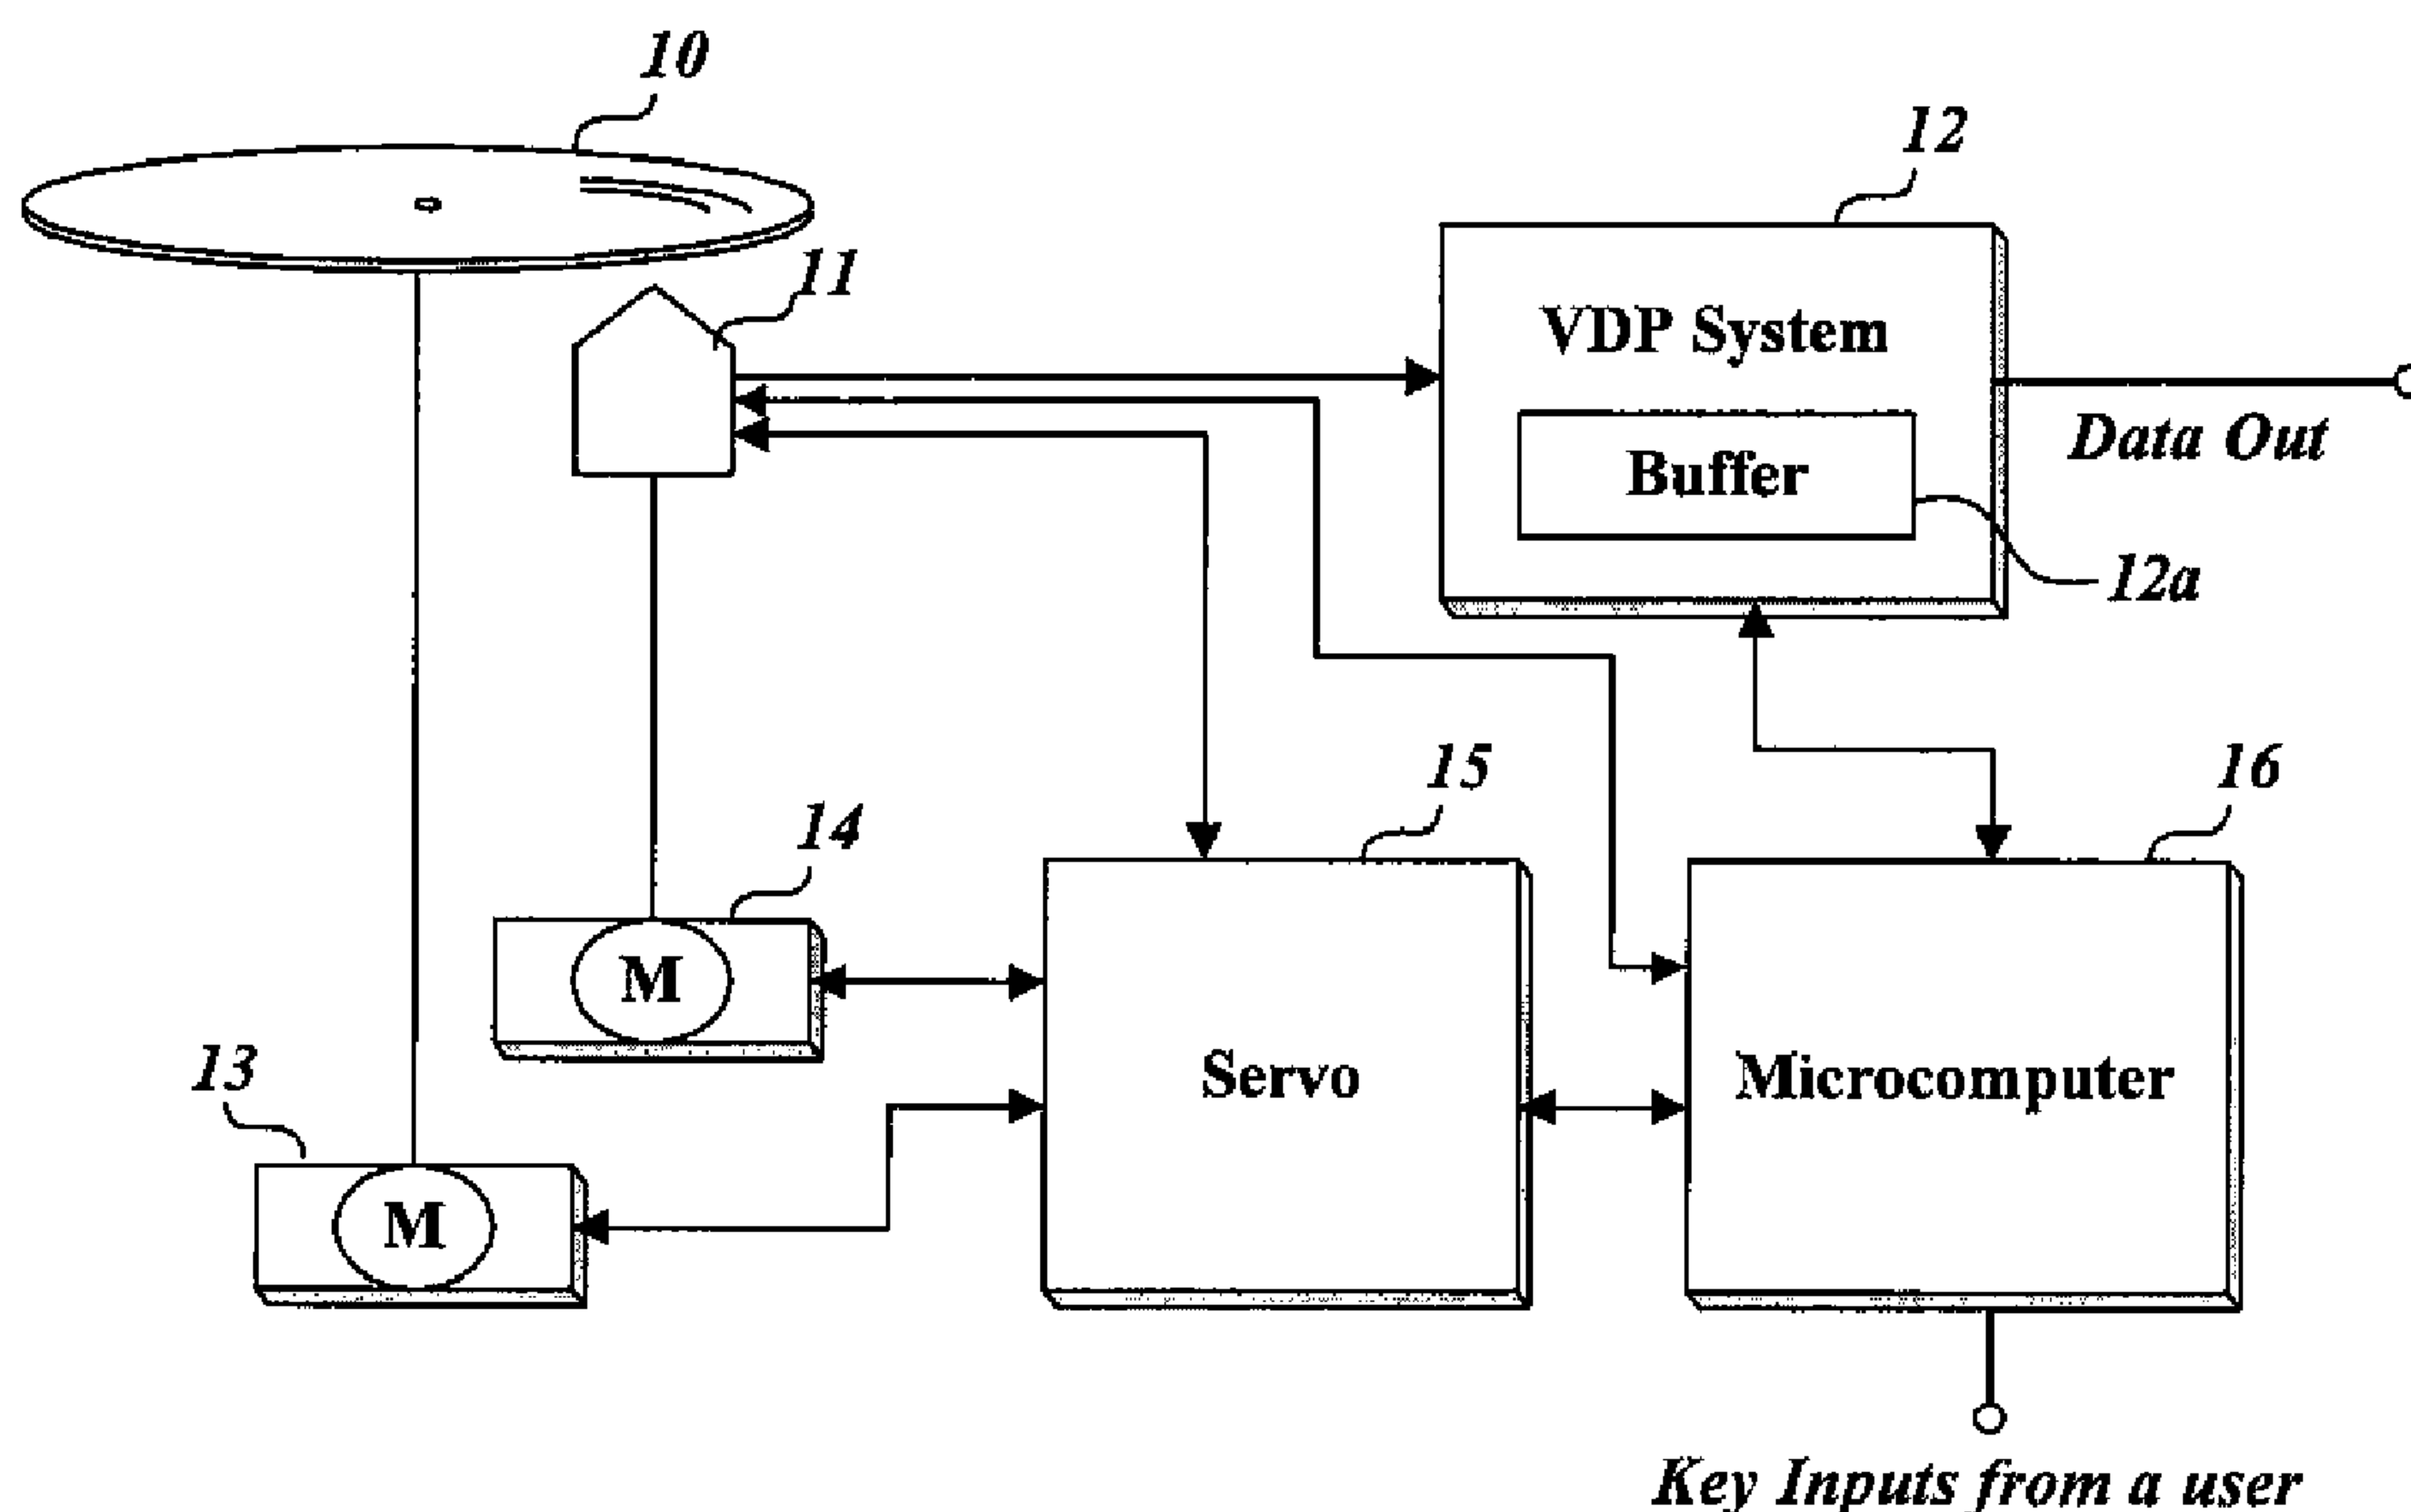 10
12
11
VDP System
Data Out
Buffer
12a
15
16
14
M
13
Servo
Microcomputer
M
Key Inputs from a user